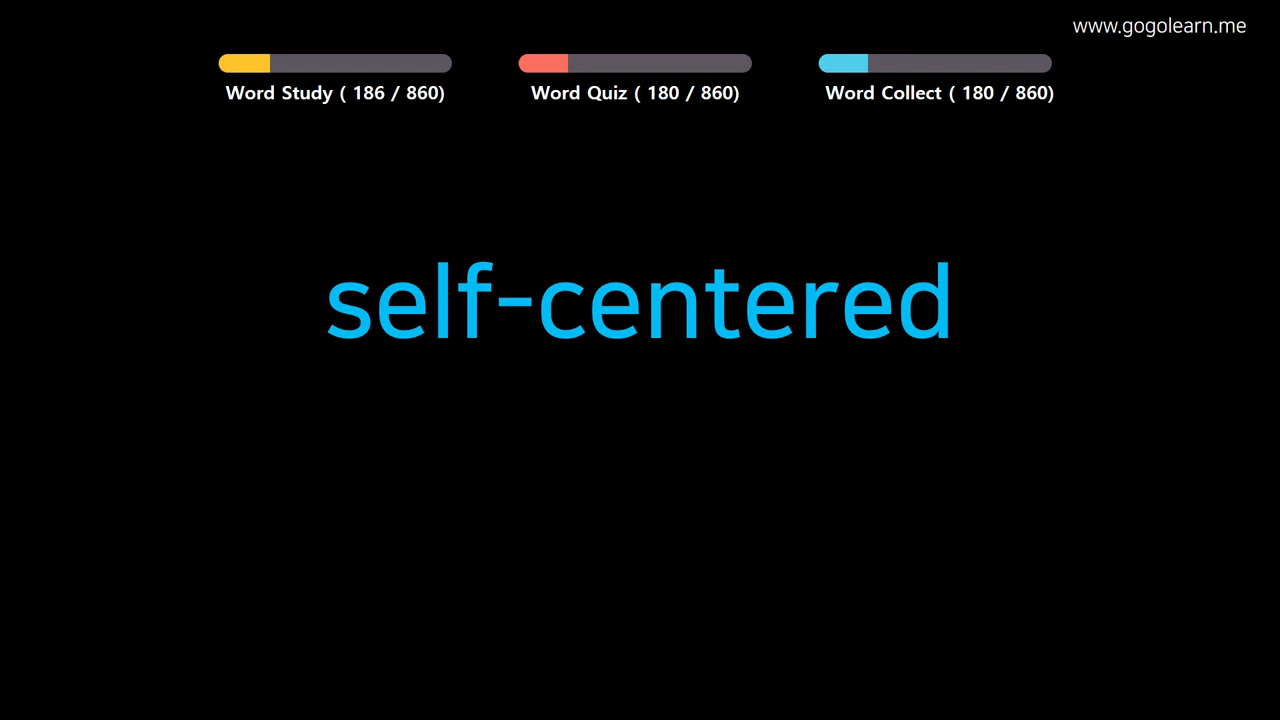 www.gogolearn.me
Word Study ( 186 / 860)
Word Quiz ( 180 / 860)
Word Collect ( 180 / 860)
self-centered